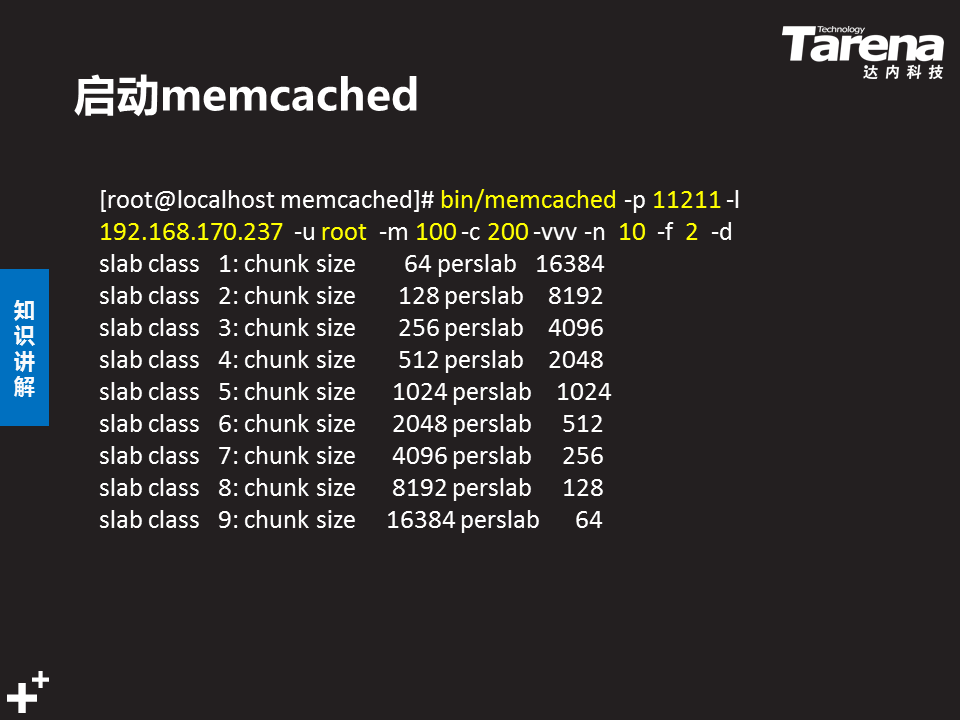 Technology
Tarena
达内科技
启动memcached
[root@localhost memcached]# bin/memcached -p 11211 -l
192.168.170.237 -u root -m 100 -c 200 -vvv -n 10 -f 2 -d
slab class 1: chunk size 64 perslab 16384
slab class 2: chunk size 128 perslab 8192
slab class 3: chunk size 256 perslab 4096
slab class 4: chunk size 512 perslab 2048
slab class 5: chunk size 1024 perslab 1024
slab class 6: chunk size 2048 perslab 512
slab class 7: chunk size 4096 perslab 256
slab class 8: chunk size 8192 perslab 128
slab class 9: chunk size 16384 perslab 64
知识讲解